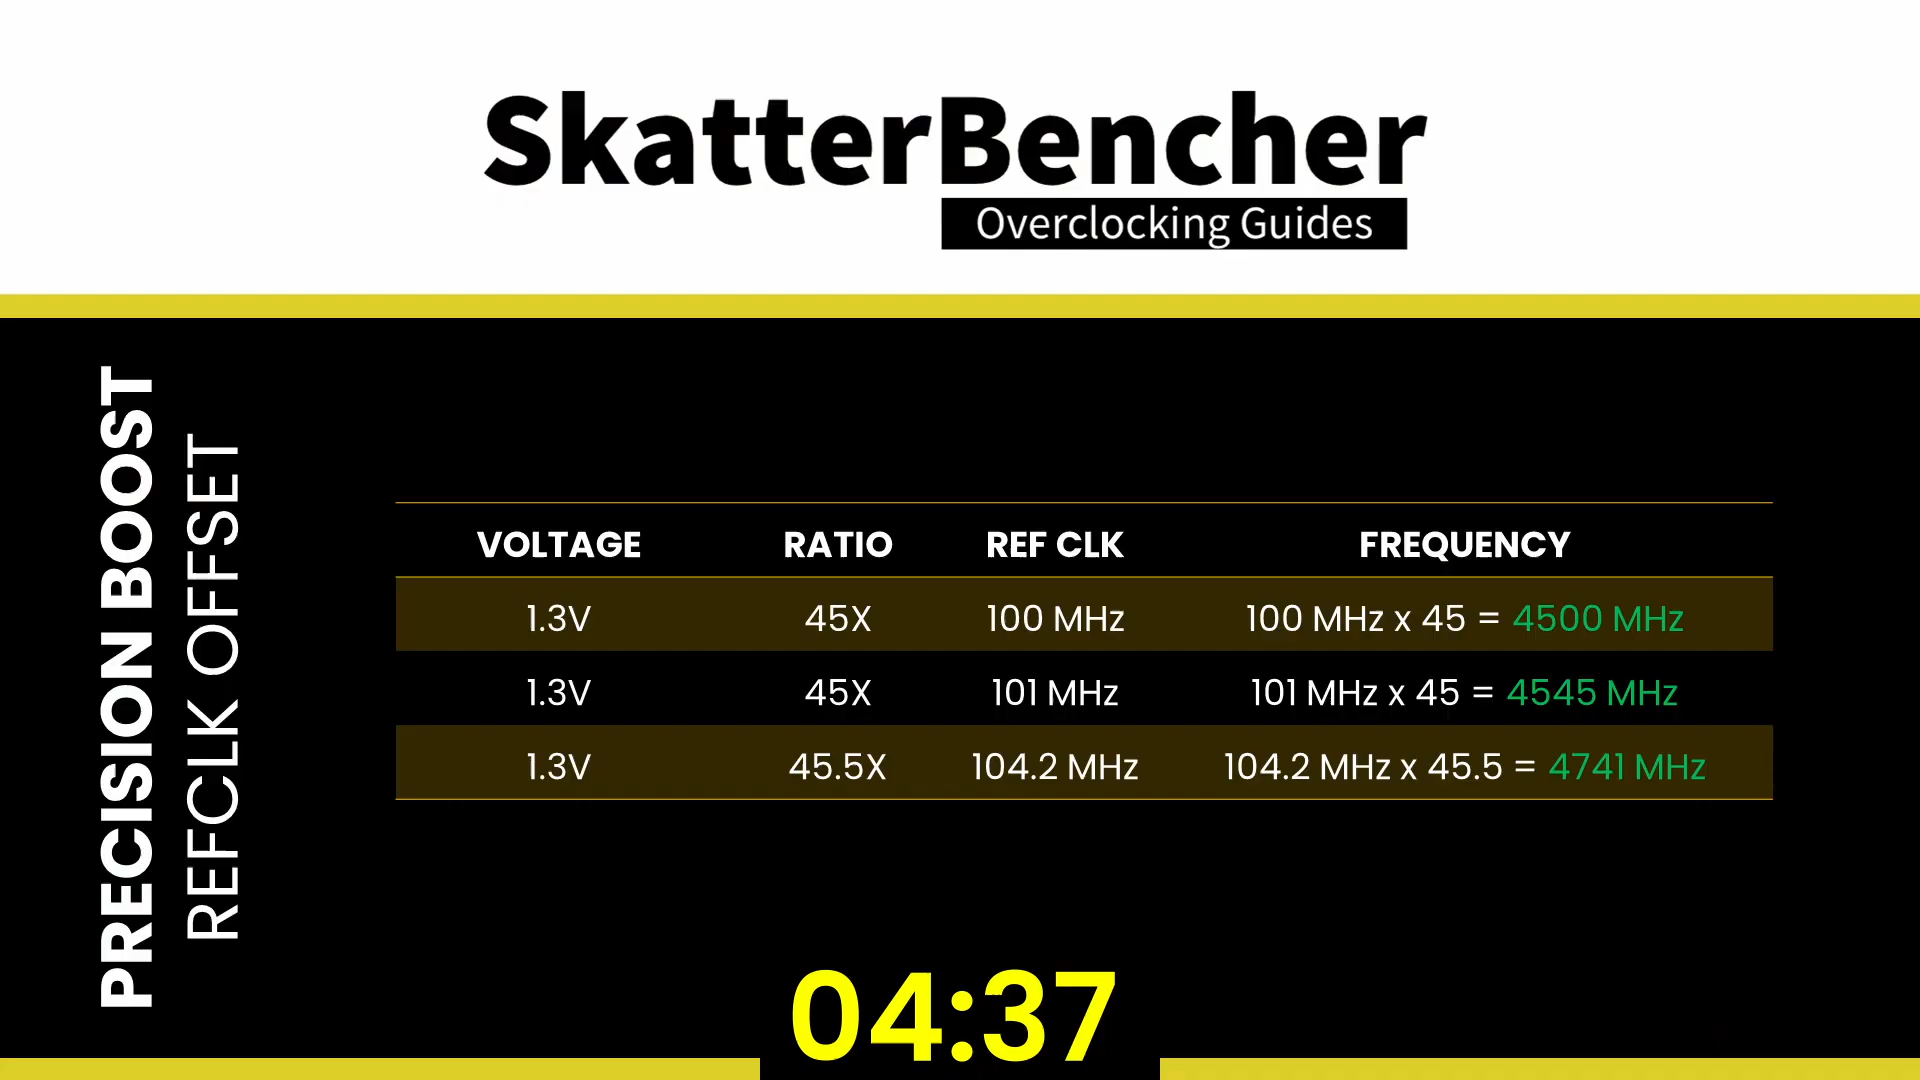 SkatterBencher
Overclocking Guides
PRECISION BOOST
REFCLK OFFSET
VOLTAGE RATIO REF CLK FREQUENCY
1.3V 45X 100 MHz 100 MHz x 45 = 4500 MHz
1.3V 45X 101 MHz 101 MHz x 45 = 4545 MHz
1.3V 45.5X 104.2 MHz 104.2 MHz x 45.5 = 4741 MHz
04:37